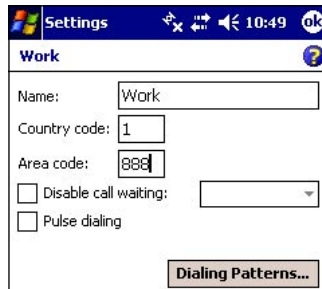 Settings 10:49 ok
Work
Name: Work
Country code: 1
Area code: 888
Disable call waiting:
Pulse dialing
Dialing Patterns...